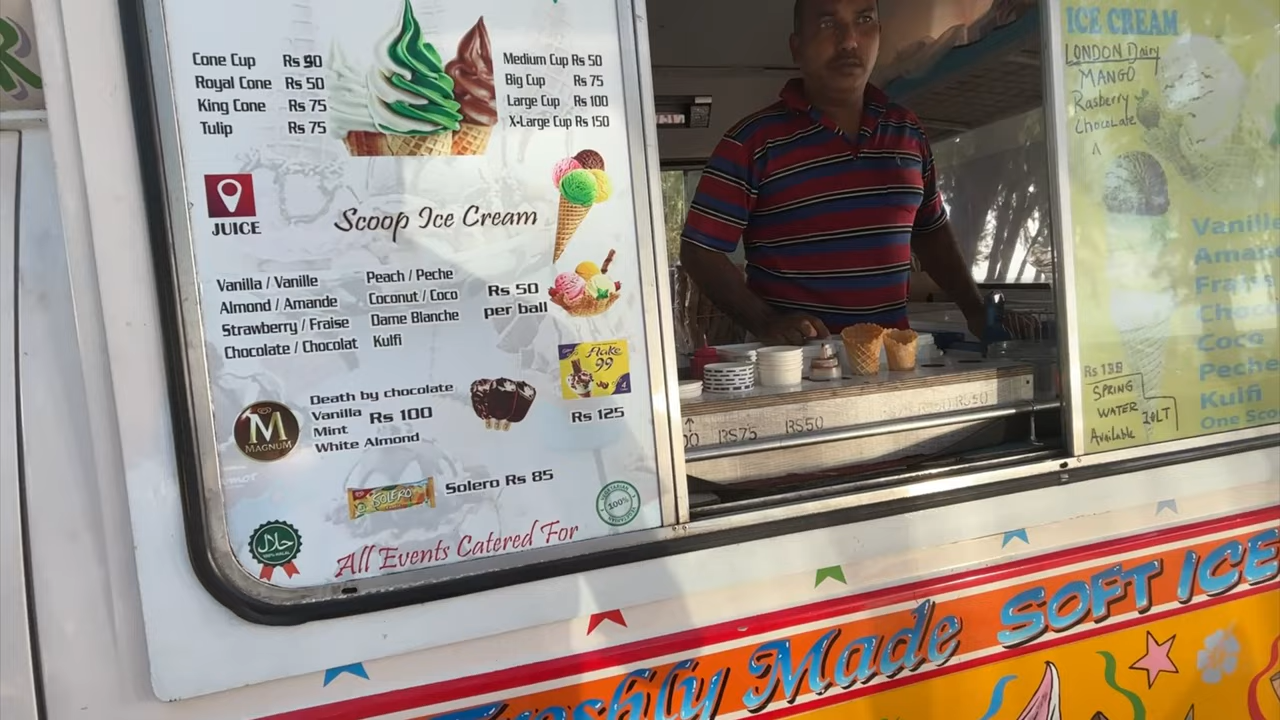 Cone Cup Rs 90
Royal Cone Rs 50
King Cone Rs 75
Tulip Rs 75
Medium Cup Rs 50
Big Cup Rs 75
Large Cup Rs 100
X-Large Cup Rs 150
JUICE
Scoop Ice Cream
Vanilla / Vanille
Almond / Amande
Strawberry / Fraise
Chocolate / Chocolat
Peach / Peche
Coconut / Coco
Dame Blanche
Kulfi
Rs 50
per ball
Flake
99
Rs 125
M
MAGNUM
Death by chocolate
Vanilla
Mint
White Almond
Rs 100
SOLERO
Solero Rs 85
حلال
100%
All Events Catered For
RS75
RS50
ICE CREAM
LONDON Dairy
MANGO
Rasberry
Chocolate
SPRING
WATER
Available
Vanille
Choco
Coco
Peche
Kulfi
One Sco
Freshly Made SOFT ICE